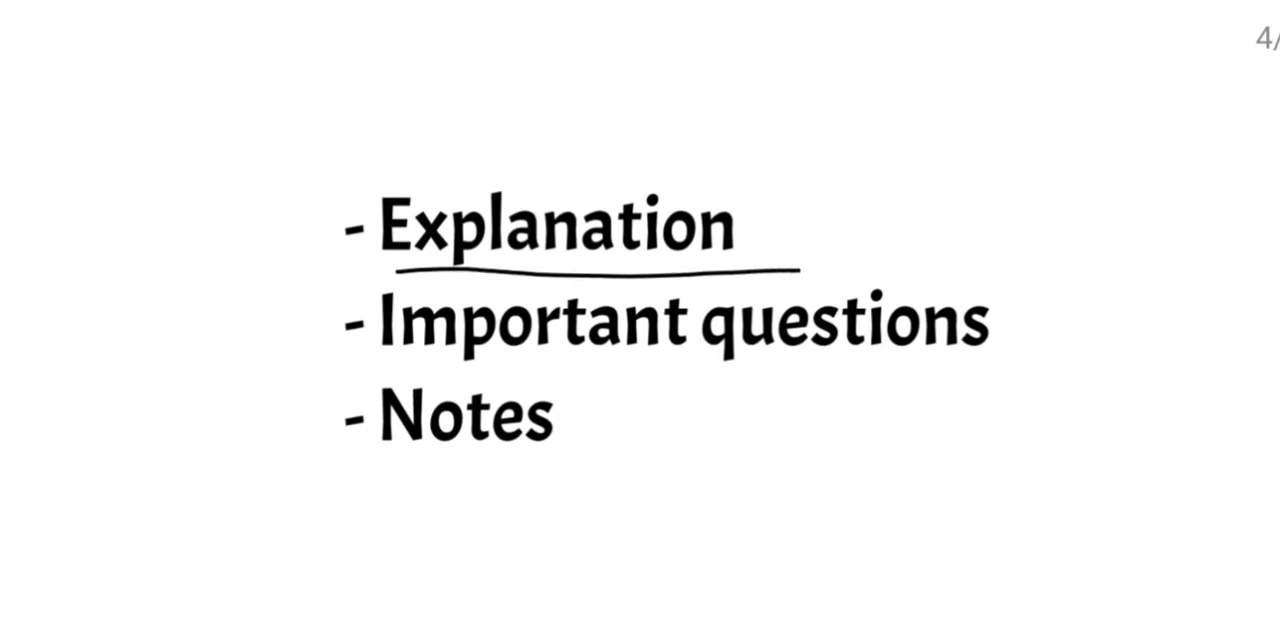 4/
- Explanation
- Important questions
- Notes